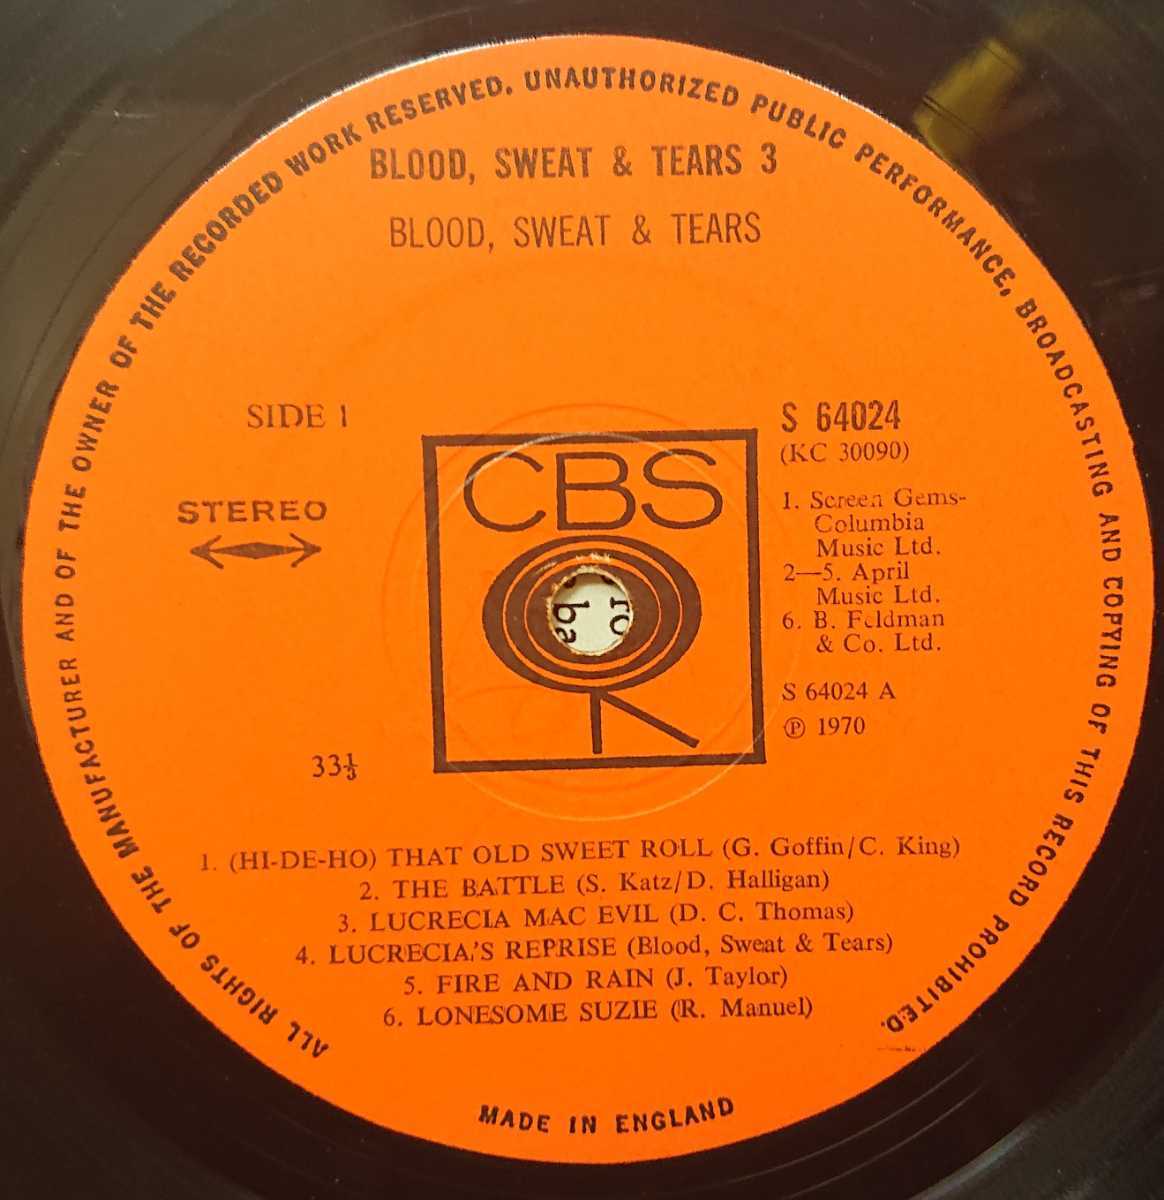 ALL RIGHTS OF THE MANUFACTURER AND OF THE OWNER OF THE RECORDED WORK RESERVED. UNAUTHORIZED PUBLIC PERFORMANCE, BROADCASTING AND COPYING OF THIS RECORD PROHIBITED.
BLOOD, SWEAT & TEARS 3
BLOOD, SWEAT & TEARS
SIDE 1
STEREO
S 64024
(KC 30090)
CBS
1. Screen Gems-
Columbia
Music Ltd.
2—5. April
Music Ltd.
6. B. Feldman
& Co. Ltd.
S 64024 A
℗ 1970
ro
ba
33⅓
1. (HI-DE-HO) THAT OLD SWEET ROLL (G. Goffin/C. King)
2. THE BATTLE (S. Katz/D. Halligan)
3. LUCRECIA MAC EVIL (D. C. Thomas)
4. LUCRECIA'S REPRISE (Blood, Sweat & Tears)
5. FIRE AND RAIN (J. Taylor)
6. LONESOME SUZIE (R. Manuel)
MADE IN ENGLAND